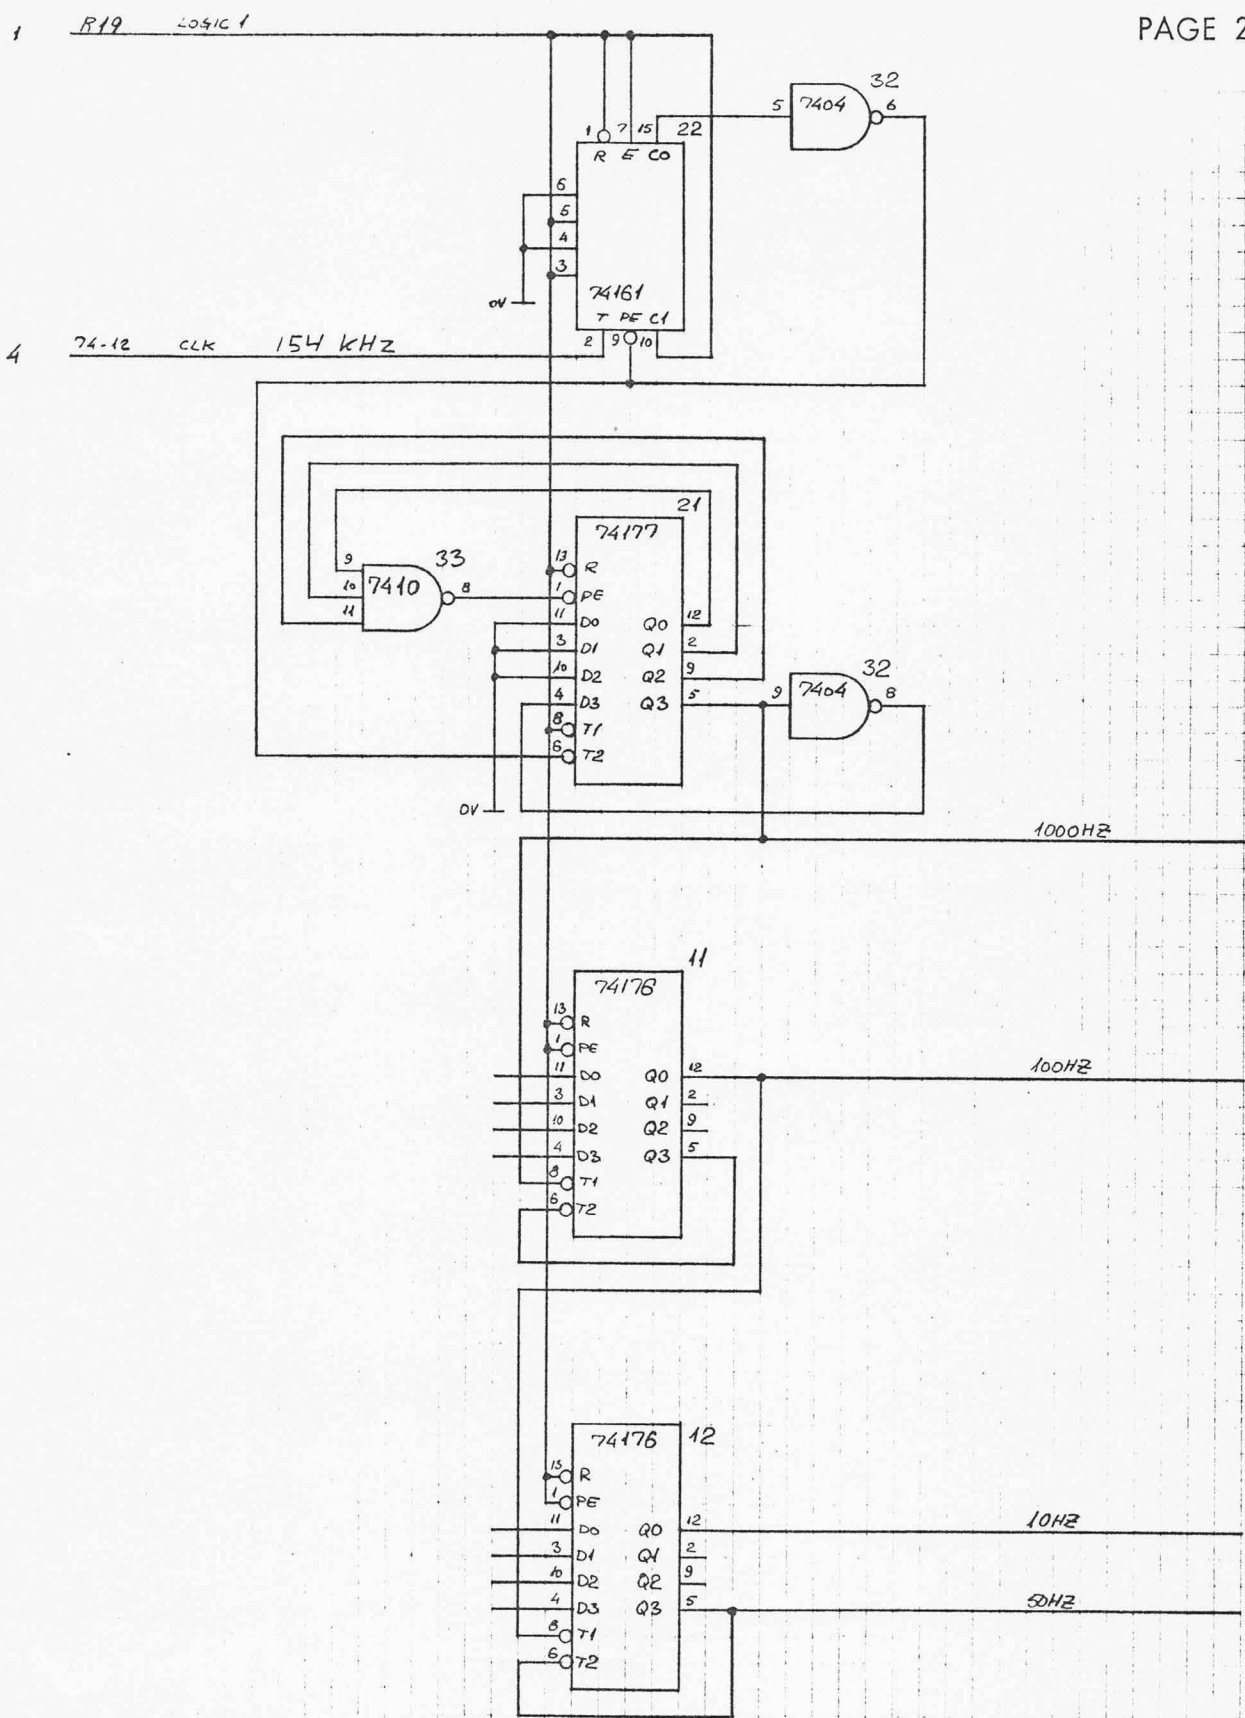 PAGE 2
1 R19 LOGIC 1
32
5 7404 6
1 7 15 22
R E CO
6
5
4
3
74161
0V
T PE C1
4 74-12 CLK 154 KHZ
2 9 10
21
74177
33
9
10
11
7410 8
13 R
1 PE
11 D0 Q0 12
3 D1 Q1 2
10 D2 Q2 9
4 D3 Q3 5
8 T1
6 T2
32
9 7404 8
0V
1000HZ
11
74176
13 R
1 PE
11 D0 Q0 12
100HZ
3 D1 Q1 2
10 D2 Q2 9
4 D3 Q3 5
8 T1
6 T2
74176 12
13 R
1 PE
11 D0 Q0 12
10HZ
3 D1 Q1 2
10 D2 Q2 9
4 D3 Q3 5
50HZ
8 T1
6 T2